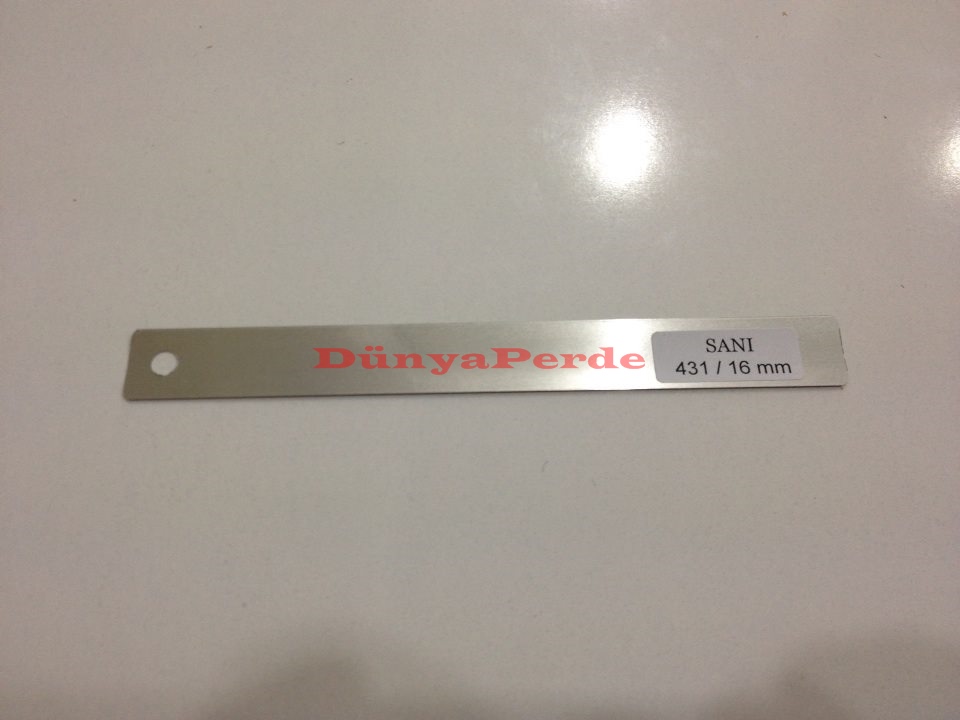 DünyaPerde
SANI
431 / 16 mm